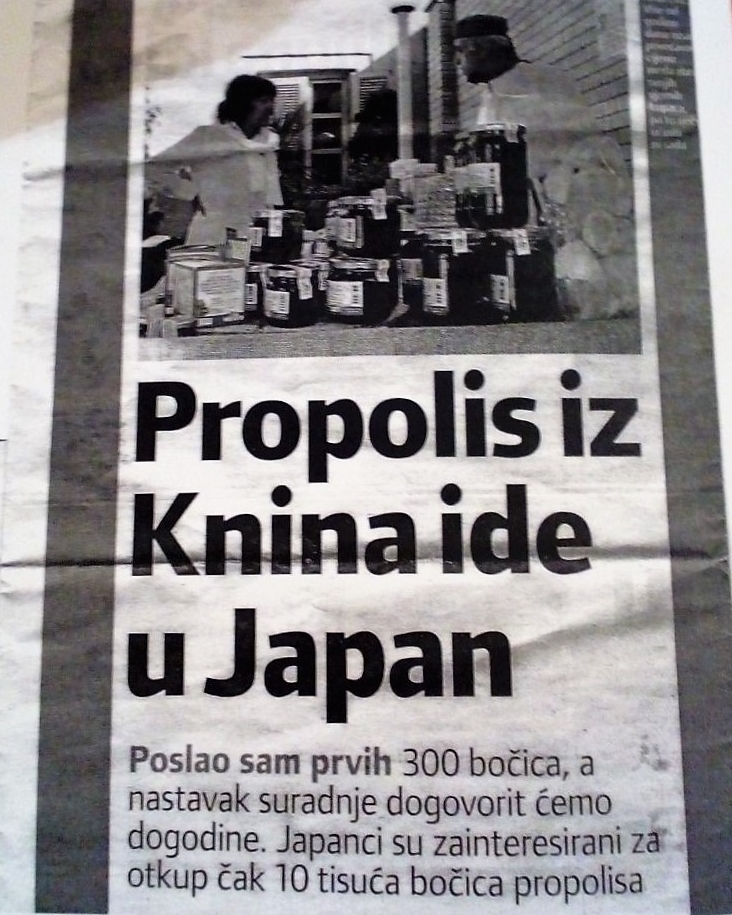 Propolis iz
Knina ide
u Japan
Poslao sam prvih 300 bočica, a
nastavak suradnje dogovorit ćemo
dogodine. Japanci su zainteresirani za
otkup čak 10 tisuća bočica propolisa